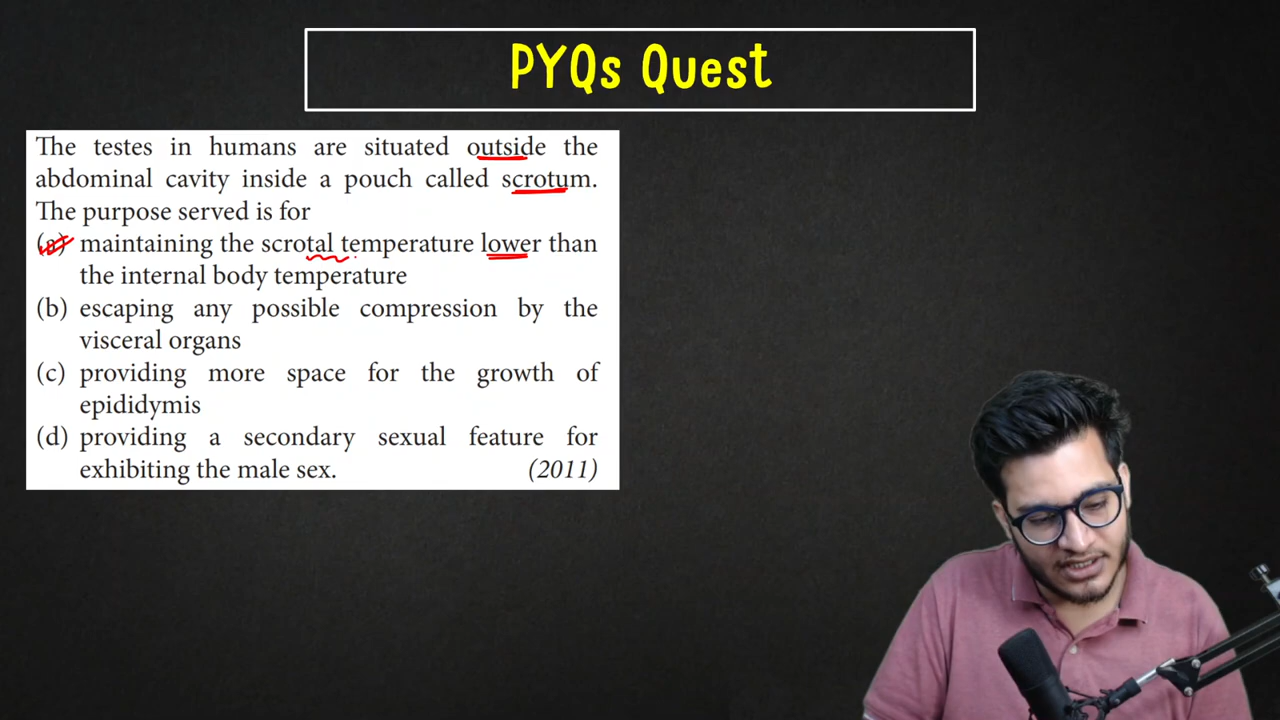 PYQs Quest
The testes in humans are situated outside the
abdominal cavity inside a pouch called scrotum.
The purpose served is for
(a) maintaining the scrotal temperature lower than
the internal body temperature
(b) escaping any possible compression by the
visceral organs
(c) providing more space for the growth of
epididymis
(d) providing a secondary sexual feature for
exhibiting the male sex. (2011)